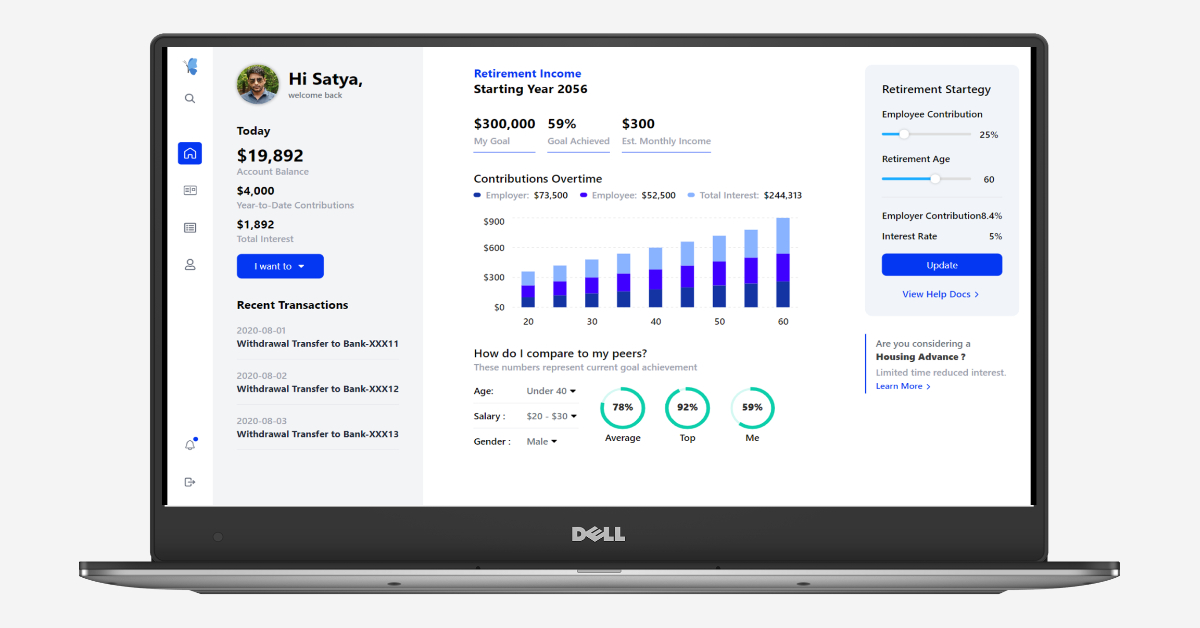 Hi Satya,
welcome back
Today
$19,892
Account Balance
$4,000
Year-to-Date Contributions
$1,892
Total Interest
I want to
Recent Transactions
2020-08-01
Withdrawal Transfer to Bank-XXX11
2020-08-02
Withdrawal Transfer to Bank-XXX12
2020-08-03
Withdrawal Transfer to Bank-XXX13
Retirement Income
Starting Year 2056
$300,000 59% $300
My Goal Goal Achieved Est. Monthly Income
Contributions Overtime
Employer: $73,500 Employee: $52,500 Total Interest: $244,313
$900
$600
$300
$0
20 30 40 50 60
How do I compare to my peers?
These numbers represent current goal achievement
Age: Under 40
Salary : $20 - $30
Gender : Male
78% 92% 59%
Average Top Me
Retirement Startegy
Employee Contribution
25%
Retirement Age
60
Employer Contribution8.4%
Interest Rate 5%
Update
View Help Docs >
Are you considering a
Housing Advance ?
Limited time reduced interest.
Learn More >
DELL